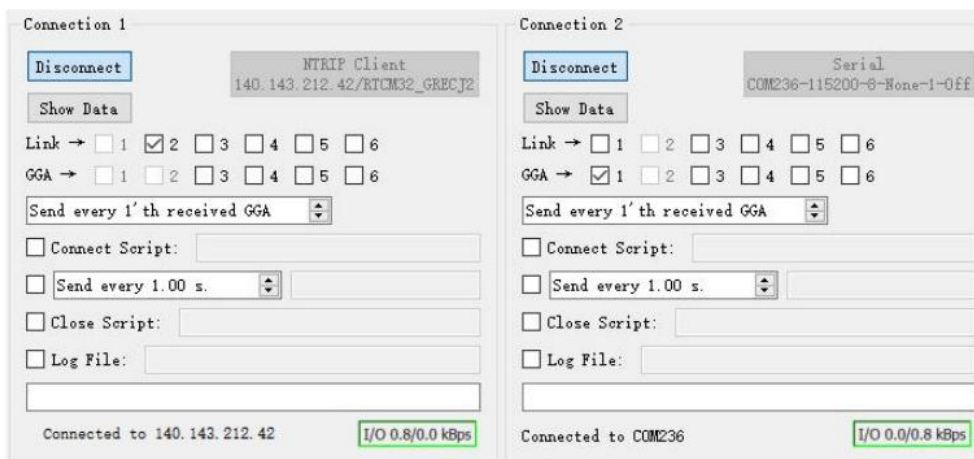 Connection 1
Disconnect
NTRIP Client
140.143.212.42/RTCM32_GRECJ2
Show Data
Link → 1 2 3 4 5 6
GGA → 1 2 3 4 5 6
Send every 1'th received GGA
Connect Script:
Send every 1.00 s.
Close Script:
Log File:
Connected to 140.143.212.42
I/O 0.8/0.0 kBps
Connection 2
Disconnect
Serial
COM236-115200-8-None-1-Off
Show Data
Link → 1 2 3 4 5 6
GGA → 1 2 3 4 5 6
Send every 1'th received GGA
Connect Script:
Send every 1.00 s.
Close Script:
Log File:
Connected to COM236
I/O 0.0/0.8 kBps